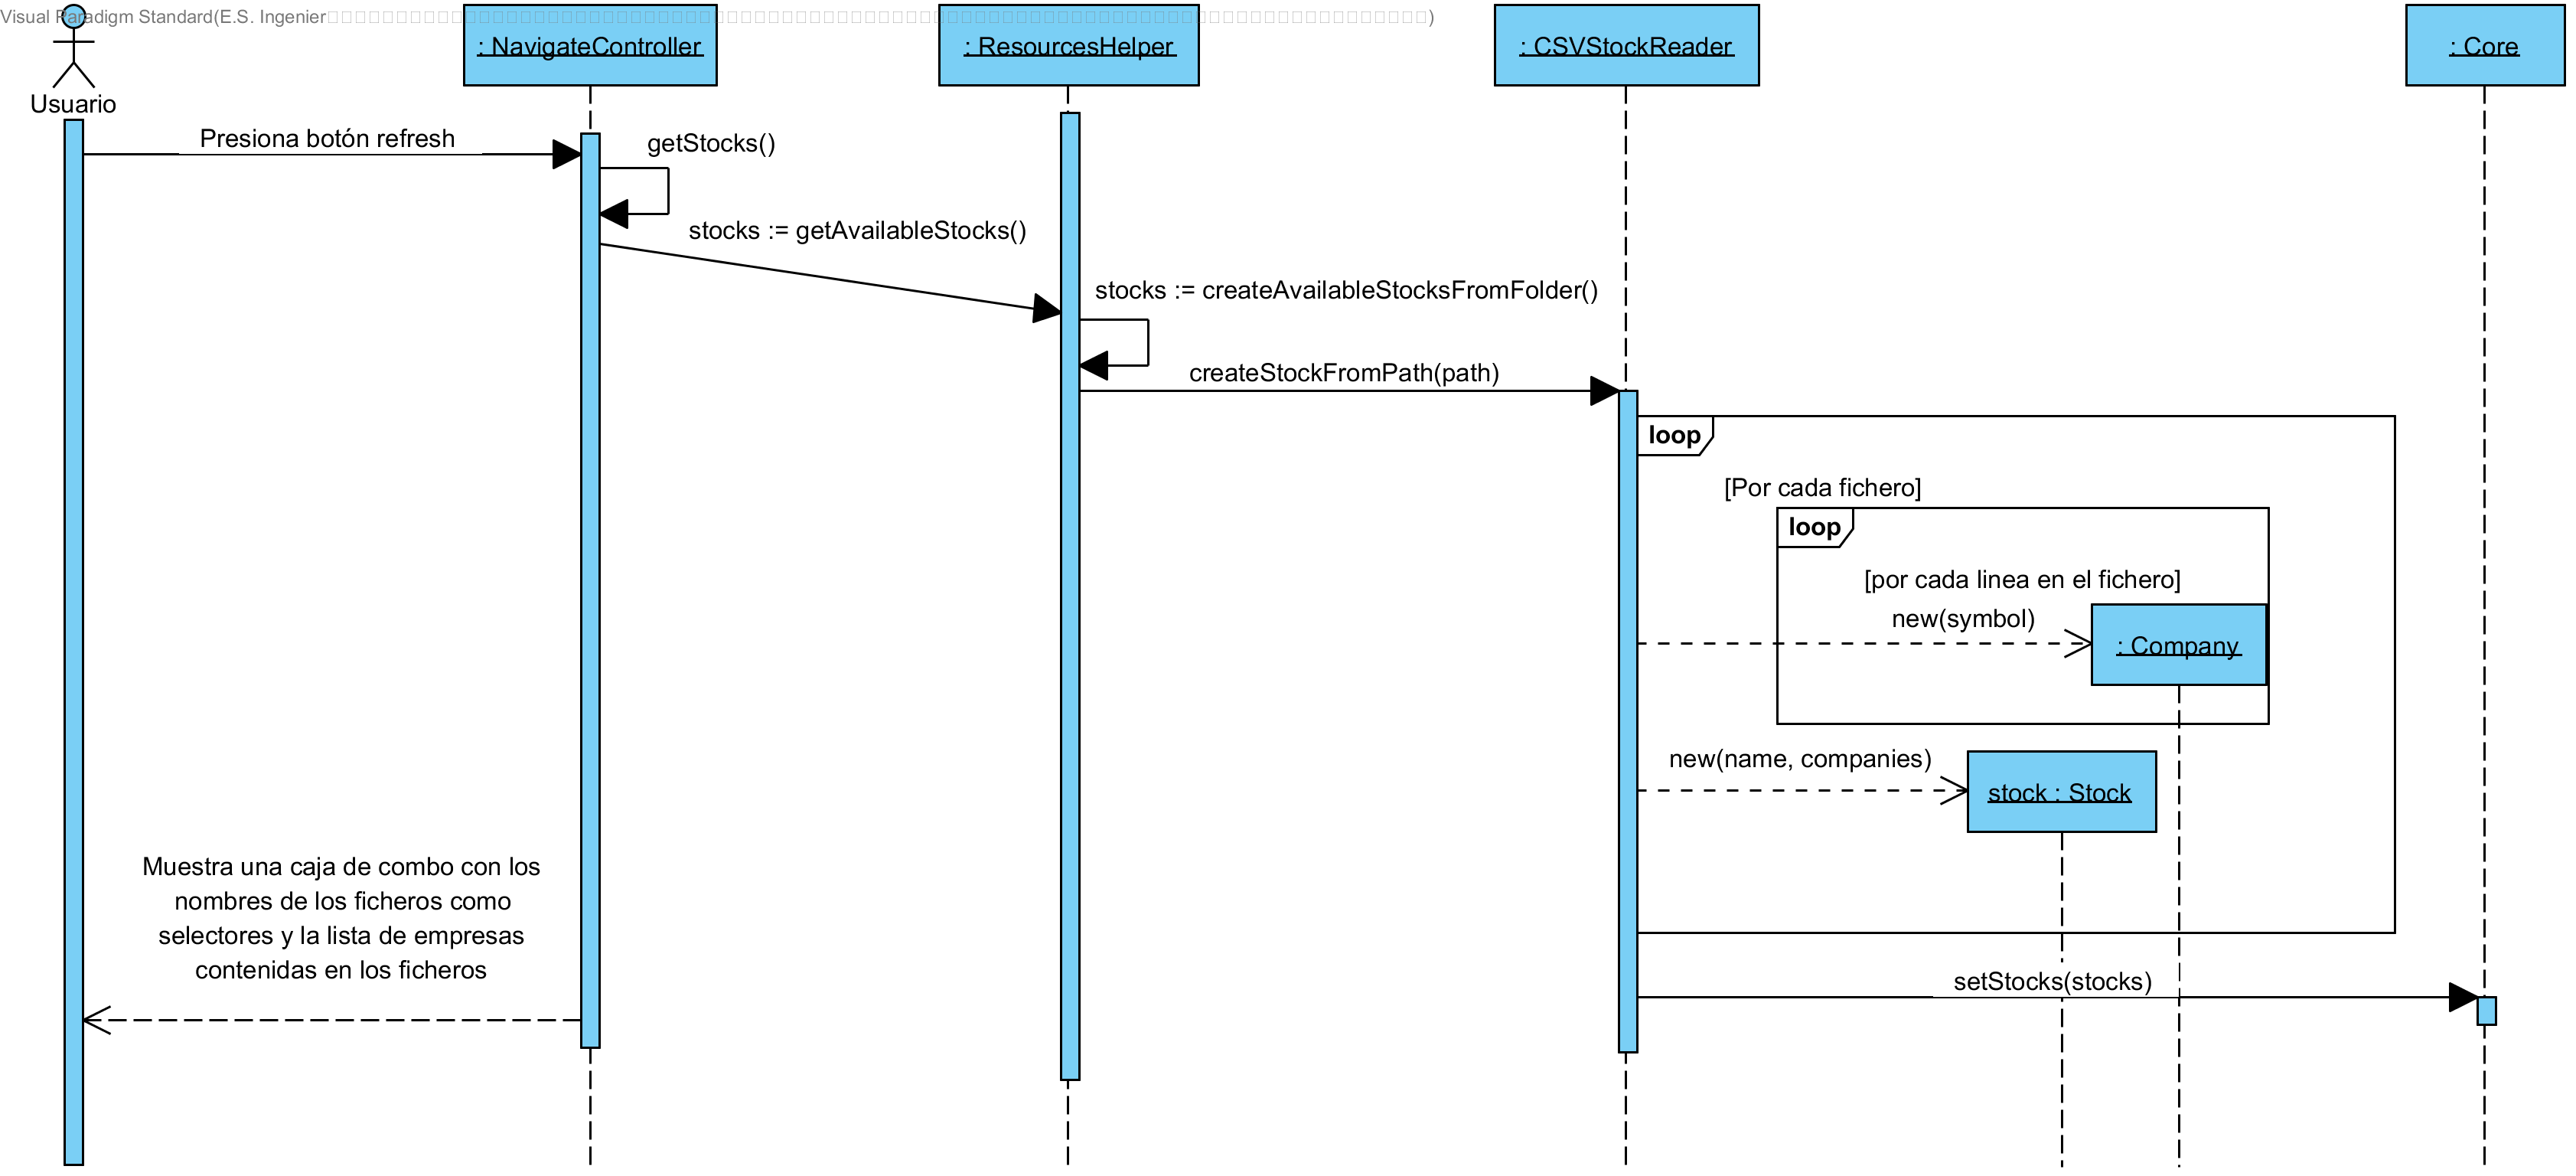 Visual Paradigm Standard(E.S. Ingenier
: NavigateController
: ResourcesHelper
: CSVStockReader
: Core
Usuario
Presiona botón refresh
getStocks()
stocks := getAvailableStocks()
stocks := createAvailableStocksFromFolder()
createStockFromPath(path)
loop
[Por cada fichero]
loop
[por cada linea en el fichero]
new(symbol)
: Company
new(name, companies)
stock : Stock
Muestra una caja de combo con los
nombres de los ficheros como
selectores y la lista de empresas
contenidas en los ficheros
setStocks(stocks)